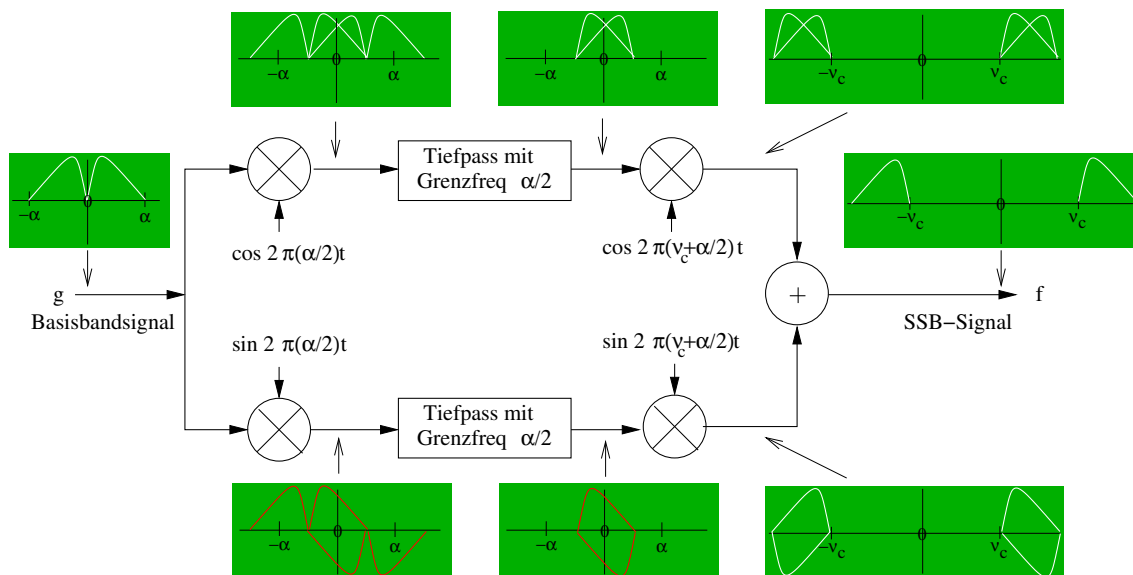 −α 0 α
−α 0 α
−ν_c 0 ν_c
Tiefpass mit
Grenzfreq α/2
−α 0 α
−ν_c 0 ν_c
cos 2 π(α/2)t
cos 2 π(ν_c+α/2) t
g
Basisbandsignal
+
f
SSB−Signal
sin 2 π(α/2)t
sin 2 π(ν_c+α/2)t
Tiefpass mit
Grenzfreq α/2
−α 0 α
−α 0 α
−ν_c 0 ν_c